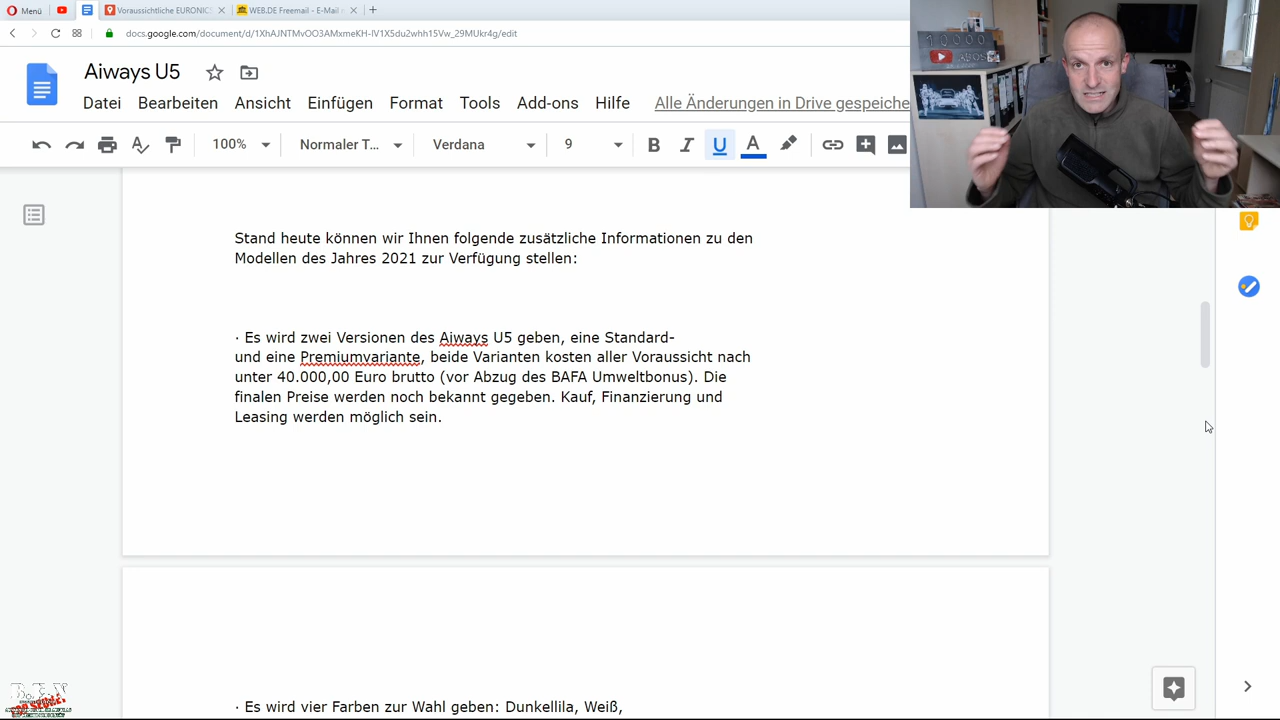 Menü
Voraussichtliche EURONICS
WEB.DE Freemail - E-Mail
docs.google.com/document/d/1XhAJNTMvOO3AMxmeKH-lV1X5du2whh15Vw_29MUkr4g/edit
Aiways U5
Datei Bearbeiten Ansicht Einfügen Format Tools Add-ons Hilfe Alle Änderungen in Drive gespeiche
100% Normaler T... Verdana 9 B I U A
Stand heute können wir Ihnen folgende zusätzliche Informationen zu den
Modellen des Jahres 2021 zur Verfügung stellen:
· Es wird zwei Versionen des Aiways U5 geben, eine Standard-
und eine Premiumvariante, beide Varianten kosten aller Voraussicht nach
unter 40.000,00 Euro brutto (vor Abzug des BAFA Umweltbonus). Die
finalen Preise werden noch bekannt gegeben. Kauf, Finanzierung und
Leasing werden möglich sein.
· Es wird vier Farben zur Wahl geben: Dunkellila, Weiß,